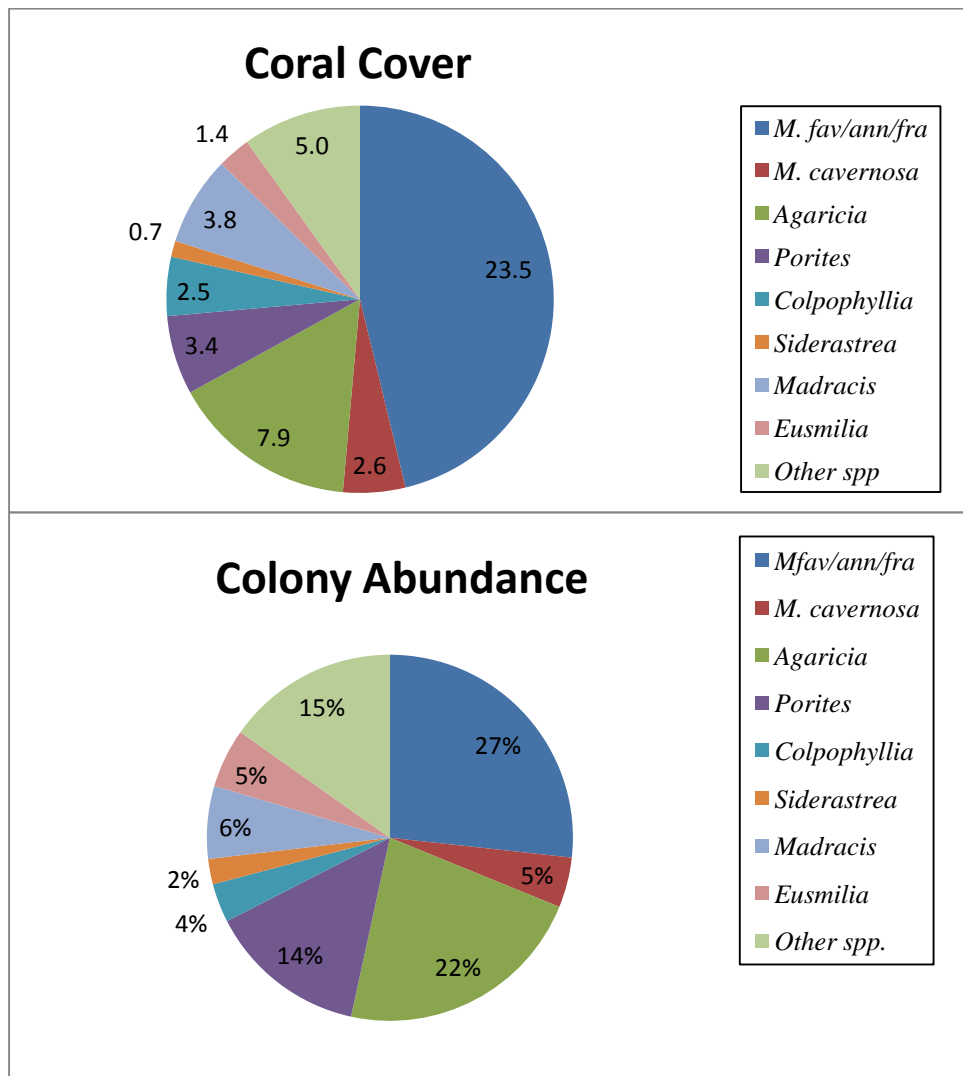 Coral Cover
1.4
5.0
3.8
0.7
23.5
2.5
3.4
7.9
2.6
M. fav/ann/fra
M. cavernosa
Agaricia
Porites
Colpophyllia
Siderastrea
Madracis
Eusmilia
Other spp
Colony Abundance
15%
27%
5%
6%
5%
2%
4%
14%
22%
Mfav/ann/fra
M. cavernosa
Agaricia
Porites
Colpophyllia
Siderastrea
Madracis
Eusmilia
Other spp.